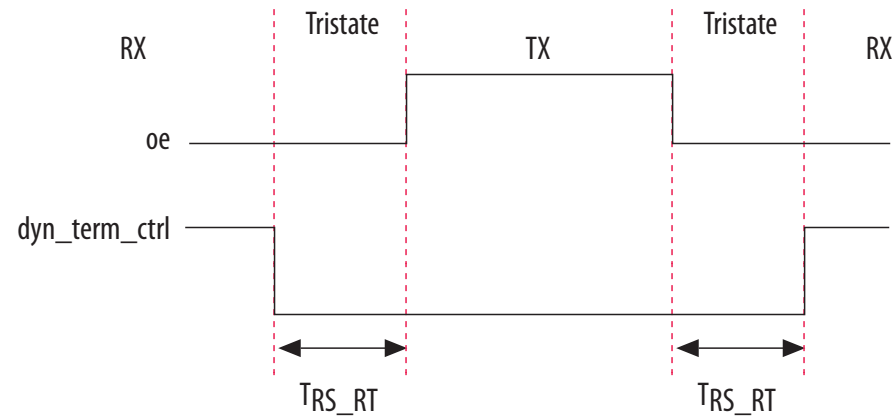 Tristate
Tristate
RX
TX
RX
oe
dyn_term_ctrl
TRS_RT
TRS_RT